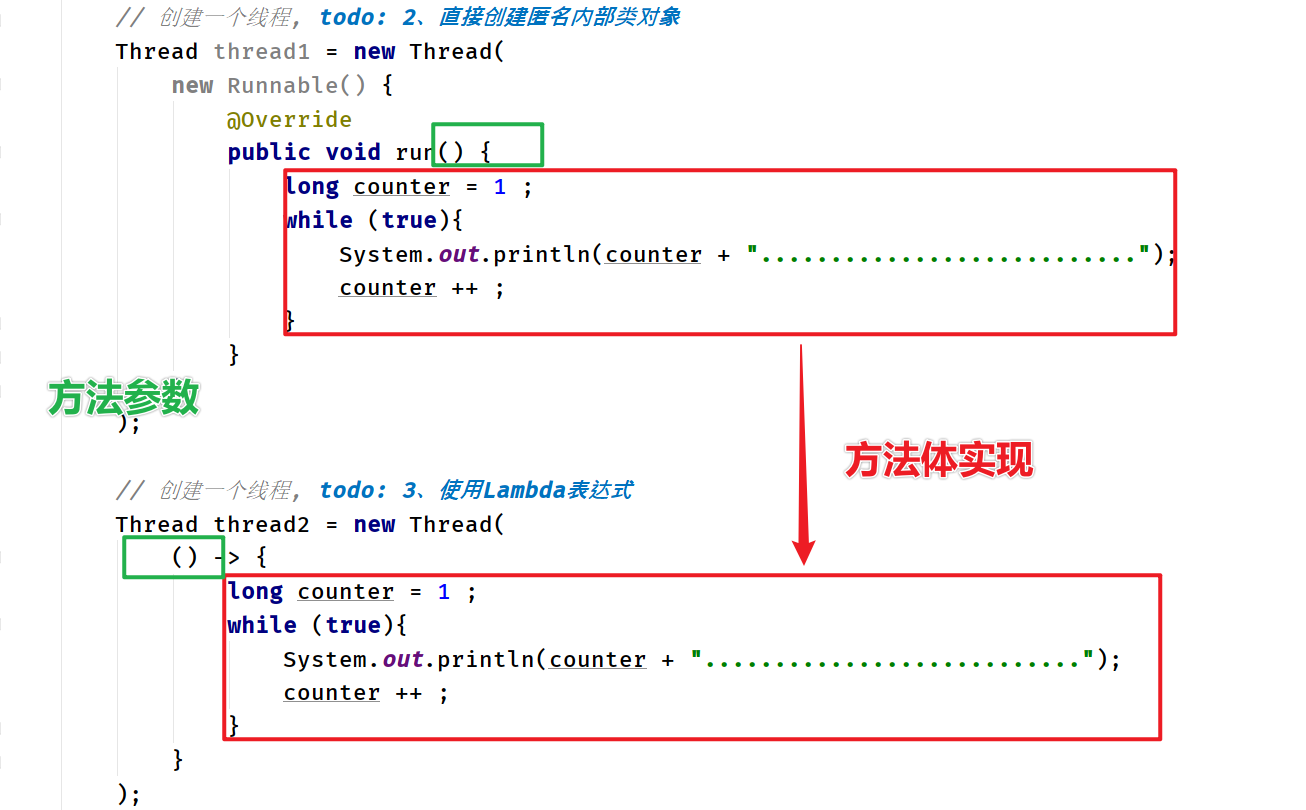 // 创建一个线程, todo: 2、直接创建匿名内部类对象
Thread thread1 = new Thread(
new Runnable() {
@Override
public void run() {
long counter = 1 ;
while (true){
System.out.println(counter + "...........................");
counter ++ ;
}
}
方法参数
);
方法体实现
// 创建一个线程, todo: 3、使用Lambda表达式
Thread thread2 = new Thread(
() -> {
long counter = 1 ;
while (true){
System.out.println(counter + "...........................");
counter ++ ;
}
}
);